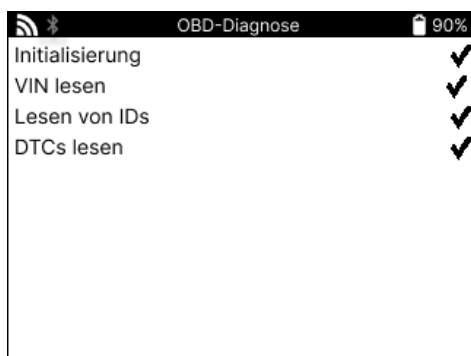 OBD-Diagnose 90%
Initialisierung
VIN lesen
Lesen von IDs
DTCs lesen